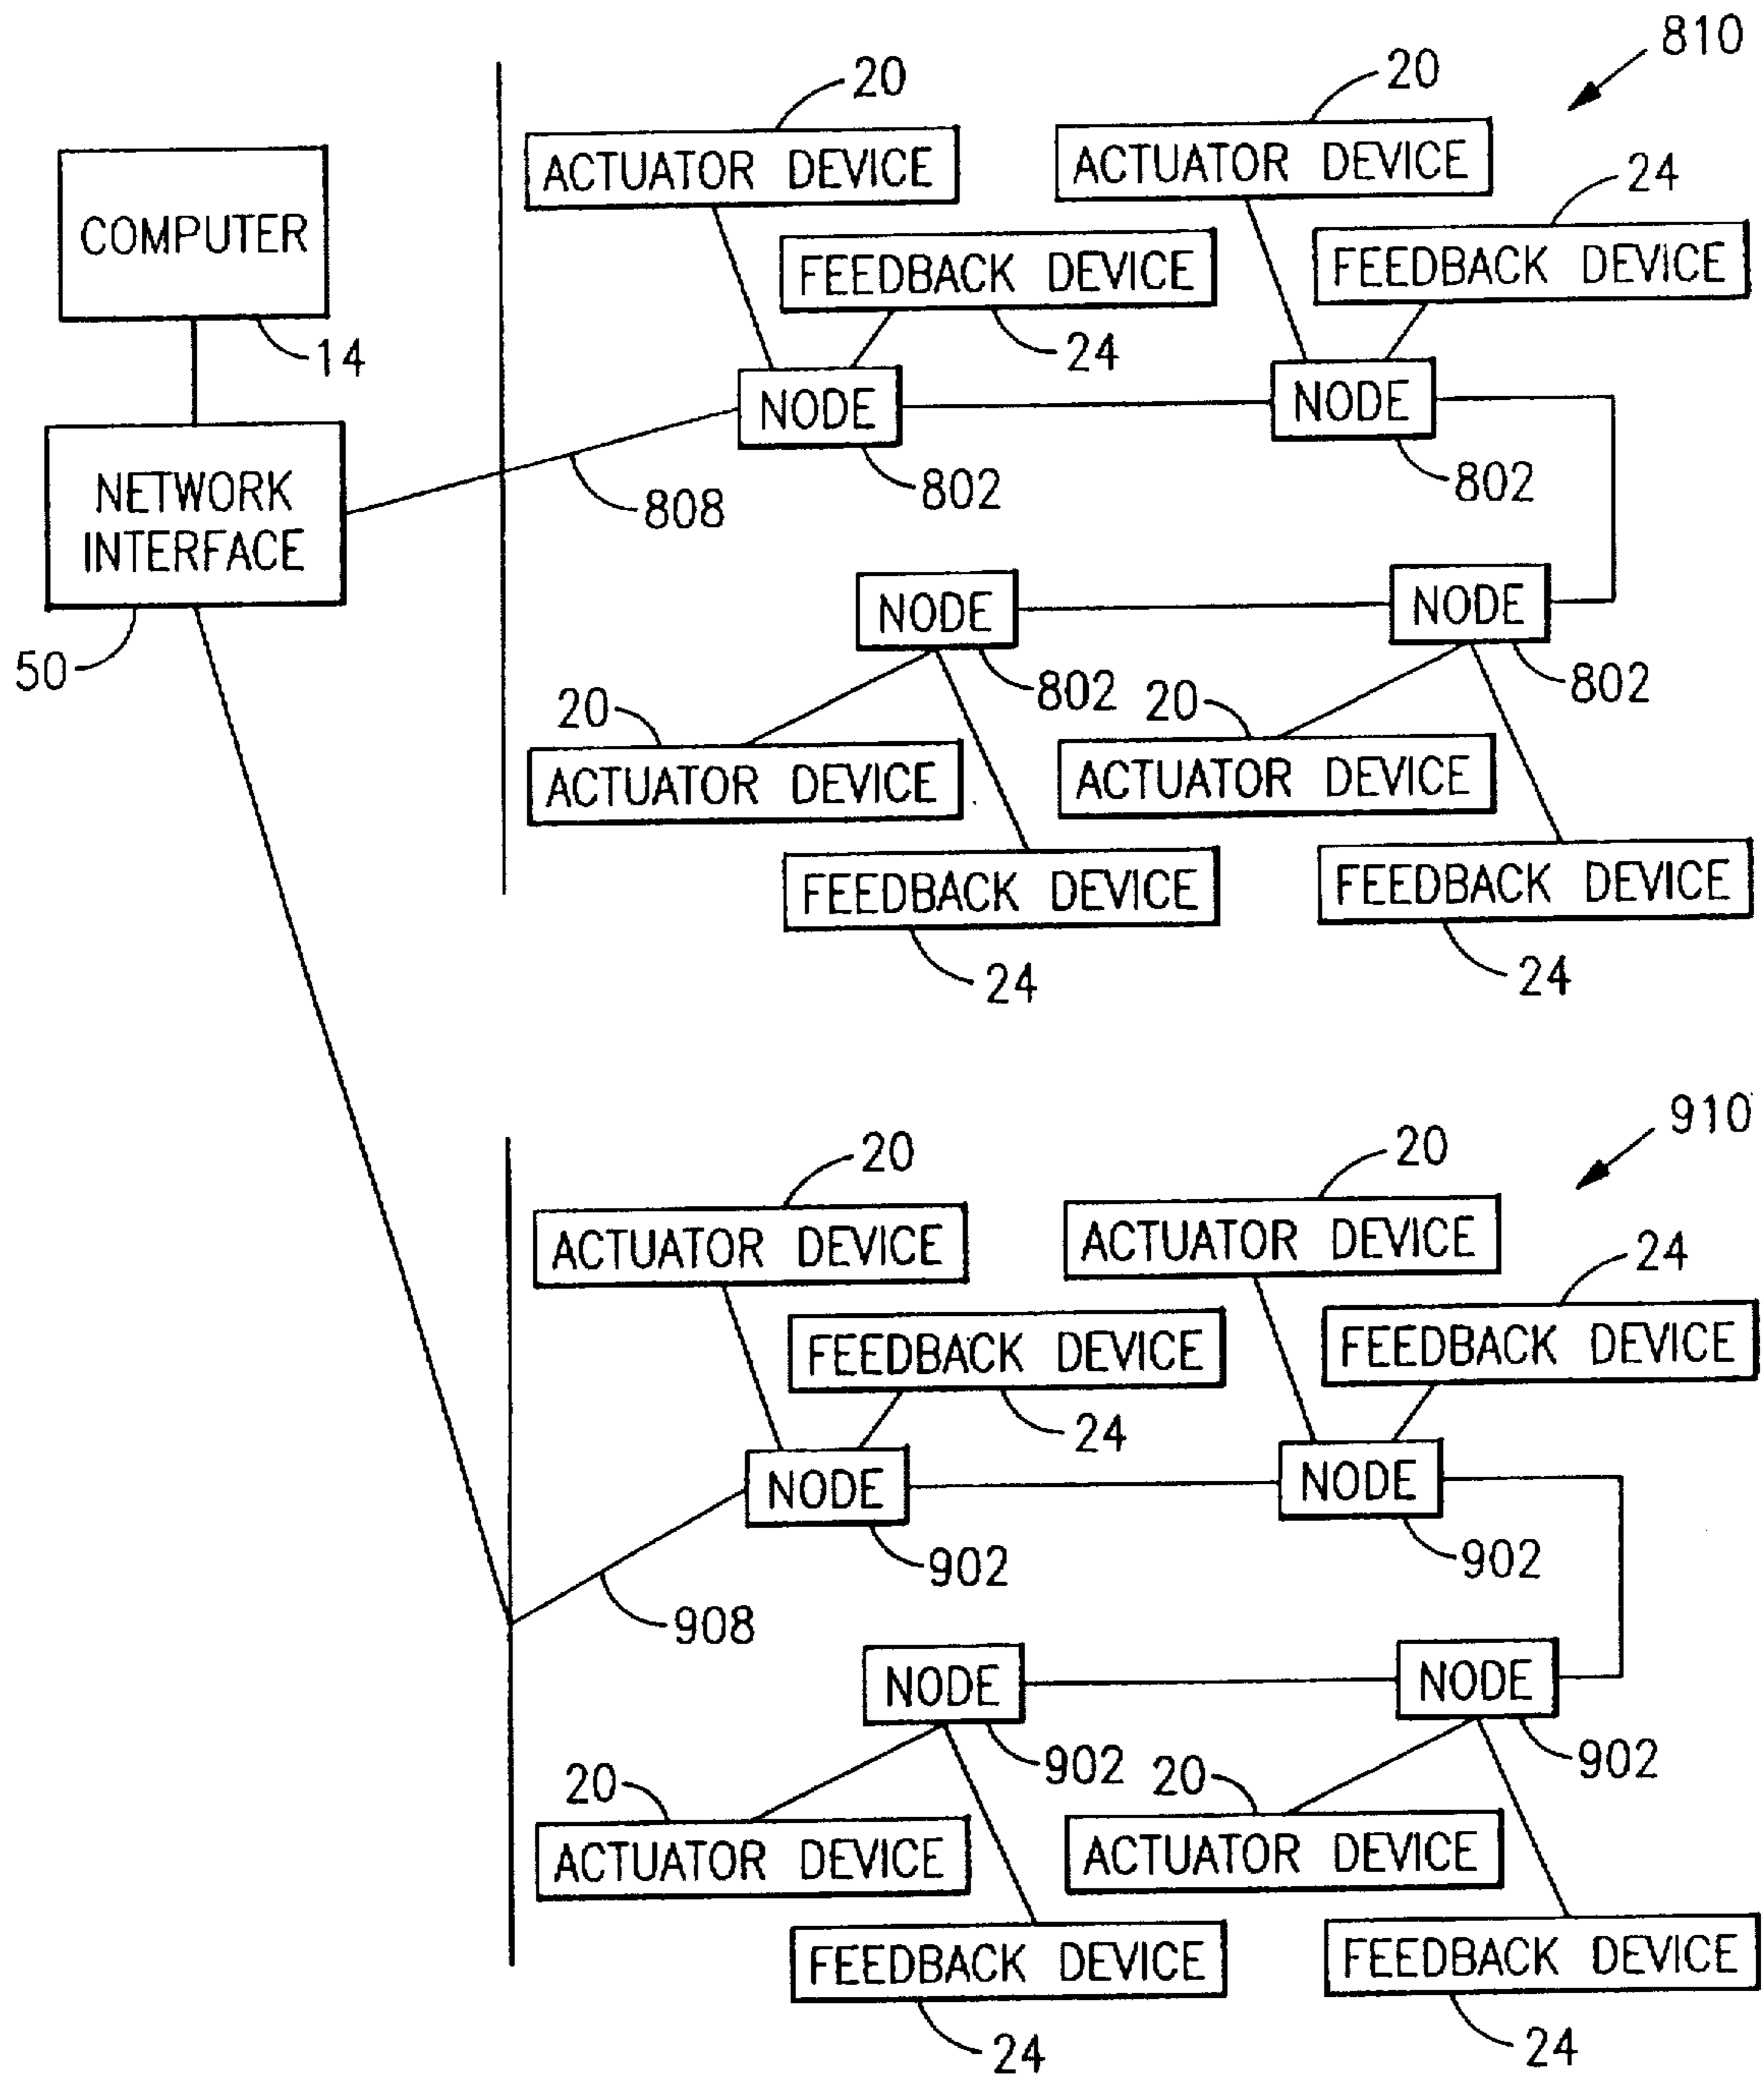 810
20
20
ACTUATOR DEVICE
ACTUATOR DEVICE
24
COMPUTER
FEEDBACK DEVICE
FEEDBACK DEVICE
14
24
NODE
NODE
NETWORK
INTERFACE
808
802
802
NODE
NODE
50
802
802
20
20
ACTUATOR DEVICE
ACTUATOR DEVICE
FEEDBACK DEVICE
FEEDBACK DEVICE
24
24
910
20
20
ACTUATOR DEVICE
ACTUATOR DEVICE
24
FEEDBACK DEVICE
FEEDBACK DEVICE
24
NODE
NODE
902
902
908
NODE
NODE
902
902
20
20
ACTUATOR DEVICE
ACTUATOR DEVICE
FEEDBACK DEVICE
FEEDBACK DEVICE
24
24